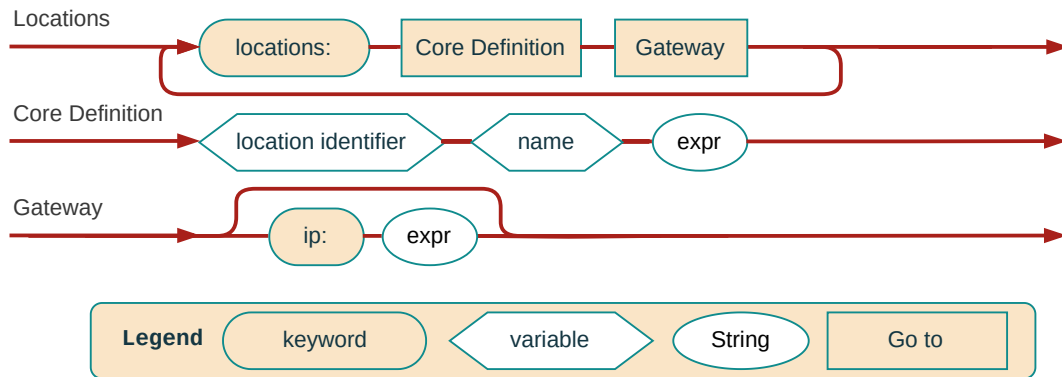 Locations
locations: Core Definition Gateway
Core Definition
location identifier name expr
Gateway
ip: expr
Legend keyword variable String Go to